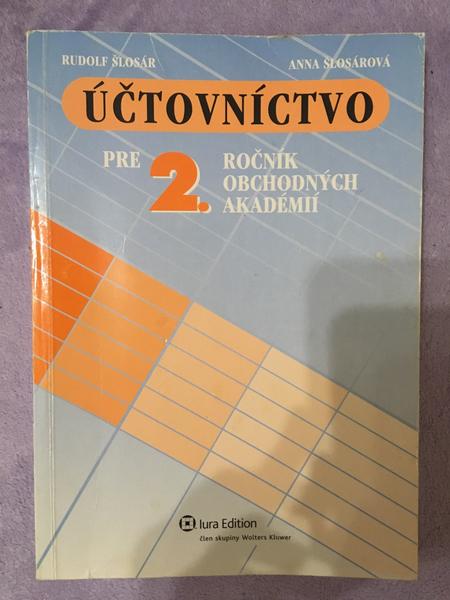 RUDOLF ŠLOSÁR ANNA ŠLOSÁROVÁ
ÚČTOVNÍCTVO
PRE 2. ROČNÍK
OBCHODNÝCH
AKADÉMIÍ
Iura Edition
člen skupiny Wolters Kluwer